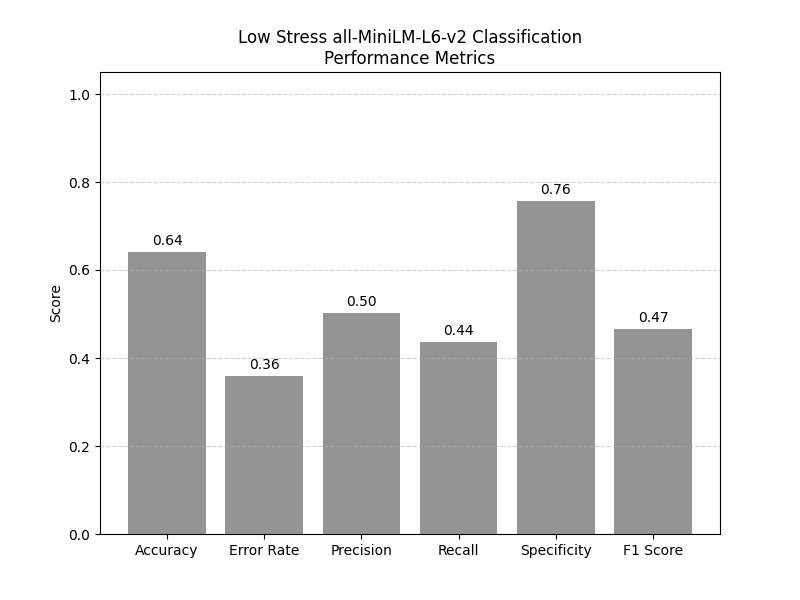 Low Stress all-MiniLM-L6-v2 Classification
Performance Metrics
1.0
0.8
0.6
0.4
0.2
0.0
Score
0.64
0.36
0.50
0.44
0.76
0.47
Accuracy
Error Rate
Precision
Recall
Specificity
F1 Score